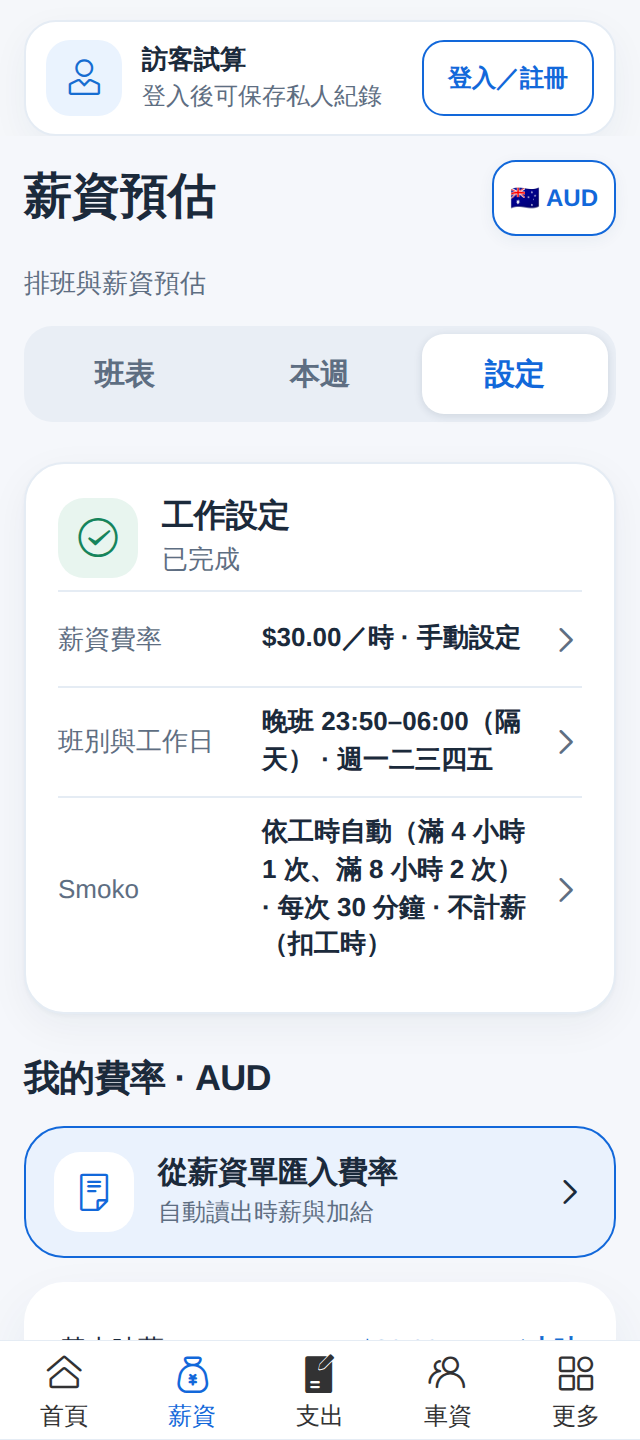 訪客試算
登入後可保存私人紀錄
登入／註冊
薪資預估
AUD
排班與薪資預估
班表
本週
設定
工作設定
已完成
薪資費率
$30.00／時 · 手動設定
班別與工作日
晚班 23:50–06:00（隔
天） · 週一二三四五
Smoko
依工時自動（滿 4 小時
1 次、滿 8 小時 2 次）
· 每次 30 分鐘 · 不計薪
（扣工時）
我的費率 · AUD
從薪資單匯入費率
自動讀出時薪與加給
首頁
薪資
支出
車資
更多